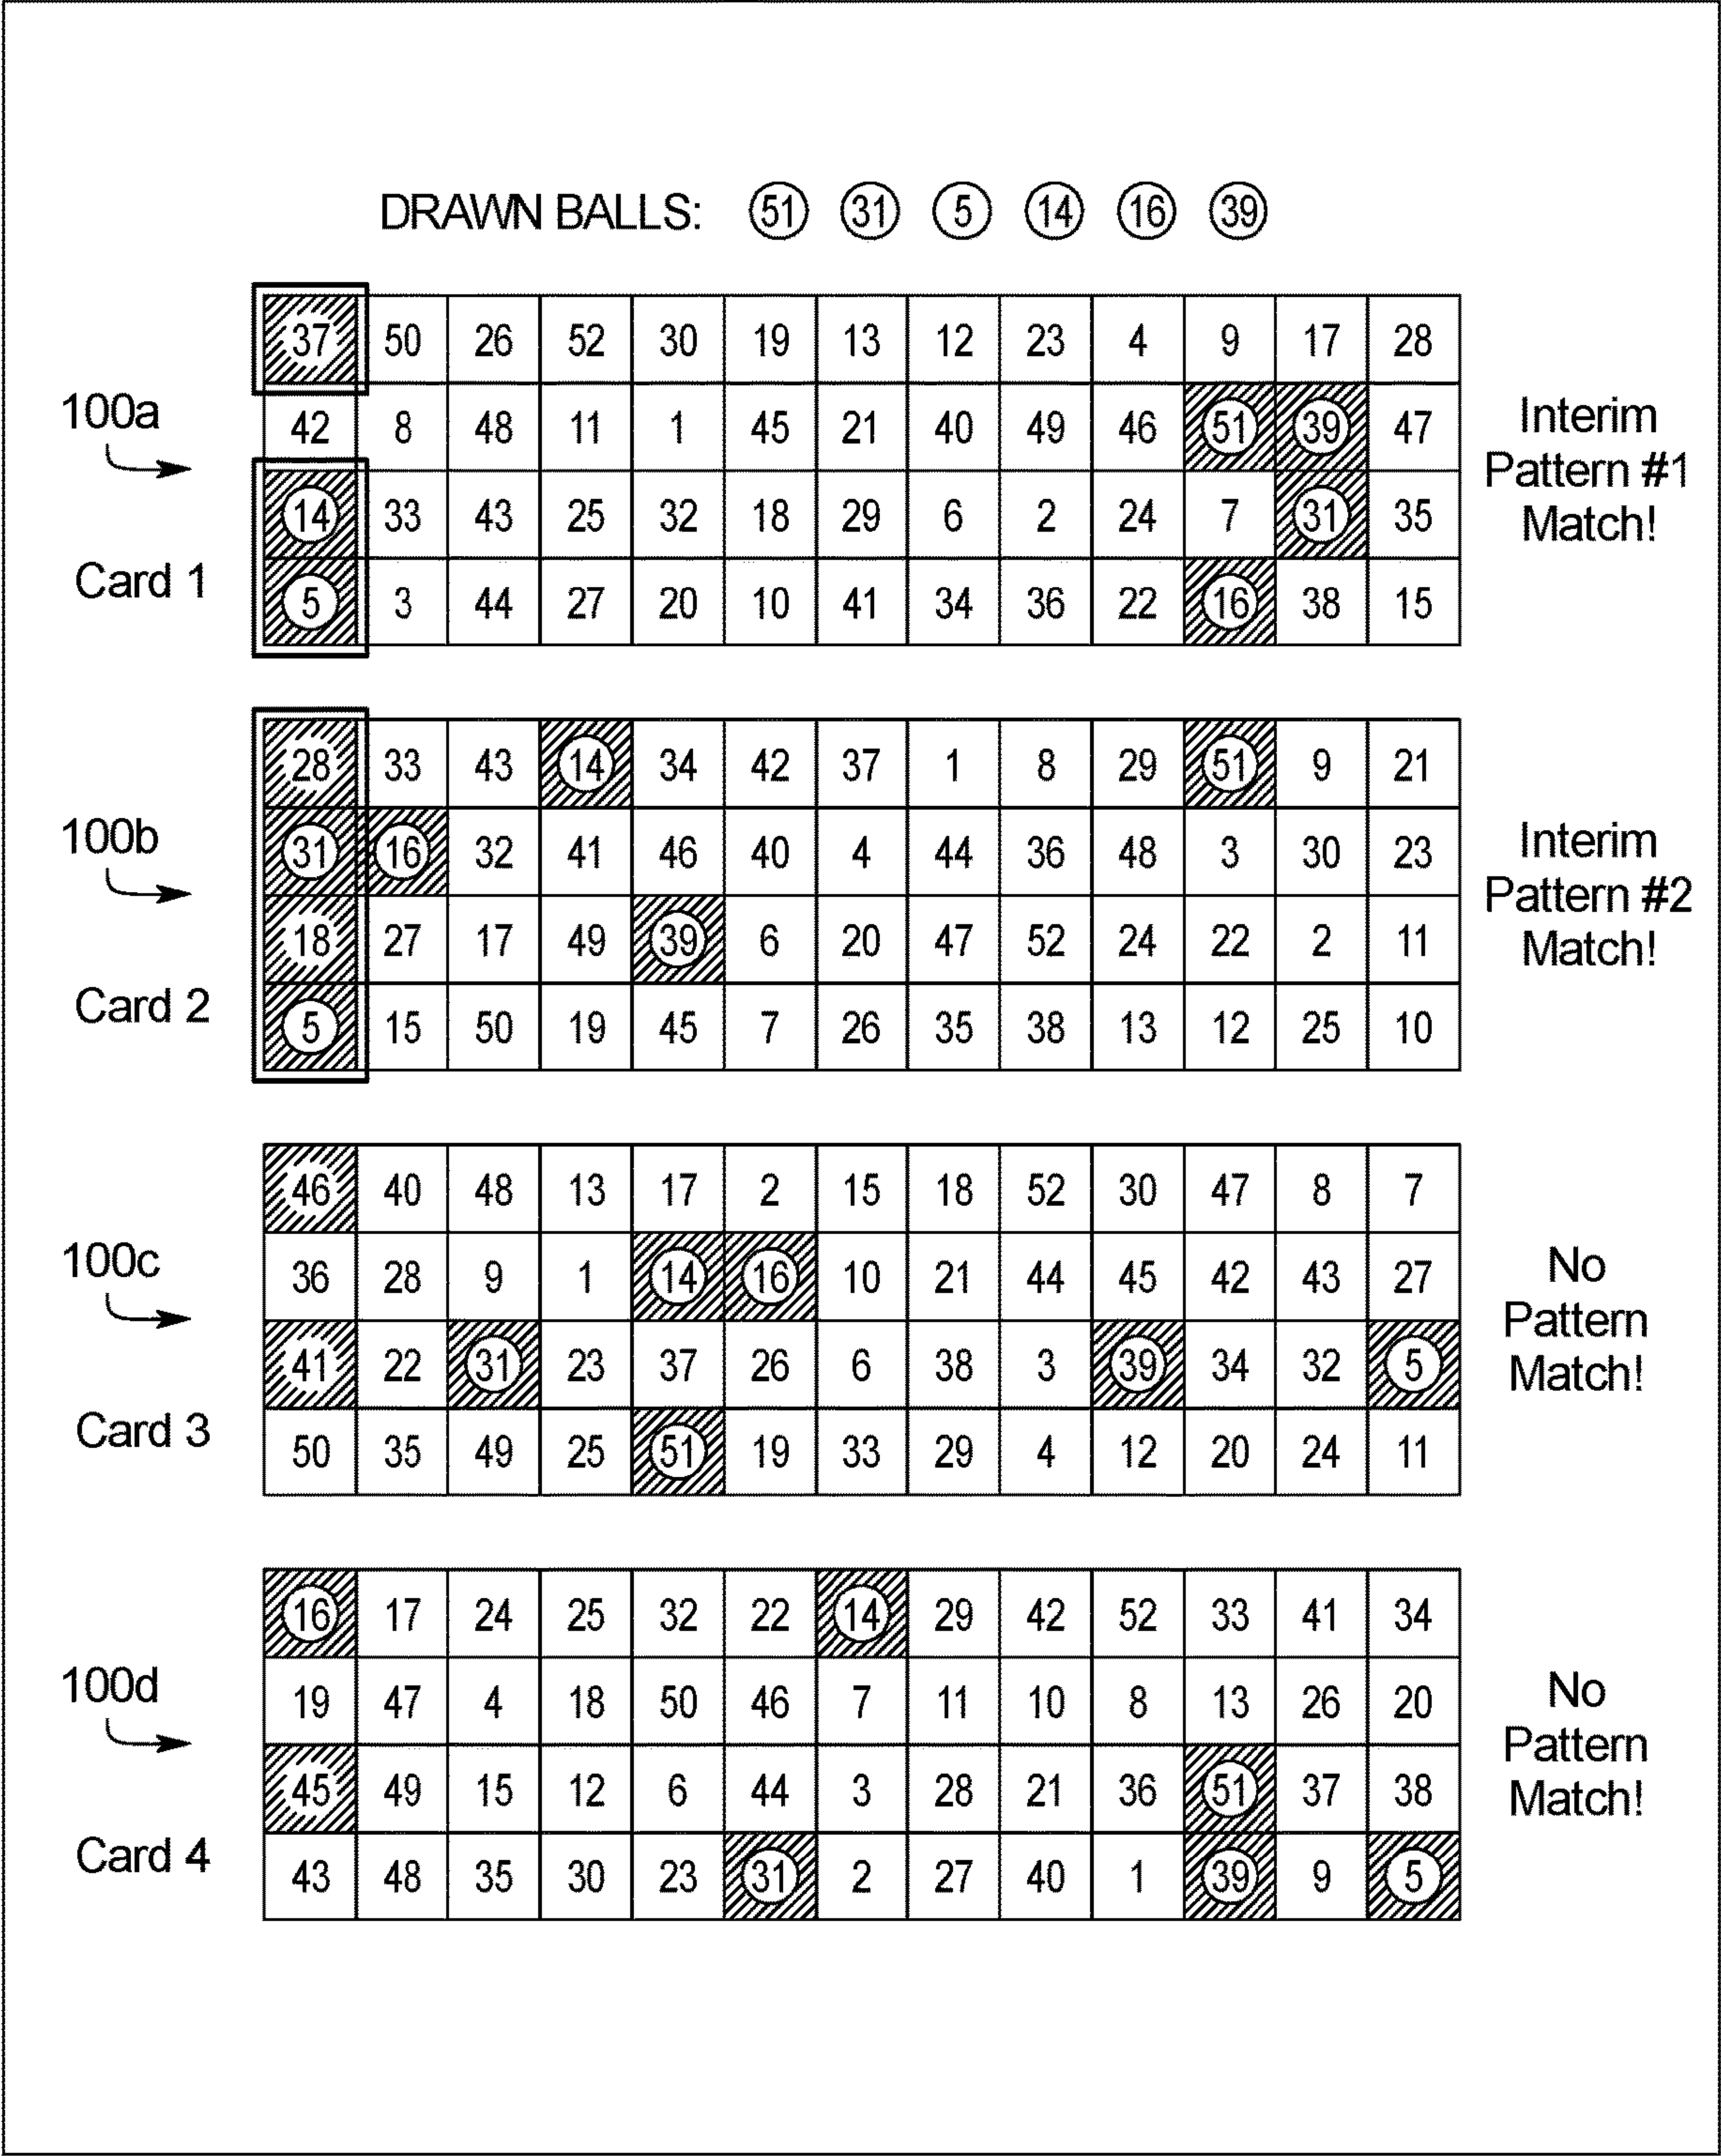 DRAWN BALLS: 51 31 5 14 16 39
37 50 26 52 30 19 13 12 23 4 9 17 28
100a
42 8 48 11 1 45 21 40 49 46 51 39 47
Interim
Pattern #1
Match!
14 33 43 25 32 18 29 6 2 24 7 31 35
Card 1
5 3 44 27 20 10 41 34 36 22 16 38 15
28 33 43 14 34 42 37 1 8 29 51 9 21
100b
31 16 32 41 46 40 4 44 36 48 3 30 23
Interim
Pattern #2
Match!
18 27 17 49 39 6 20 47 52 24 22 2 11
Card 2
5 15 50 19 45 7 26 35 38 13 12 25 10
46 40 48 13 17 2 15 18 52 30 47 8 7
100c
36 28 9 1 14 16 10 21 44 45 42 43 27
No
Pattern
Match!
41 22 31 23 37 26 6 38 3 39 34 32 5
Card 3
50 35 49 25 51 19 33 29 4 12 20 24 11
16 17 24 25 32 22 14 29 42 52 33 41 34
100d
19 47 4 18 50 46 7 11 10 8 13 26 20
No
Pattern
Match!
45 49 15 12 6 44 3 28 21 36 51 37 38
Card 4
43 48 35 30 23 31 2 27 40 1 39 9 5